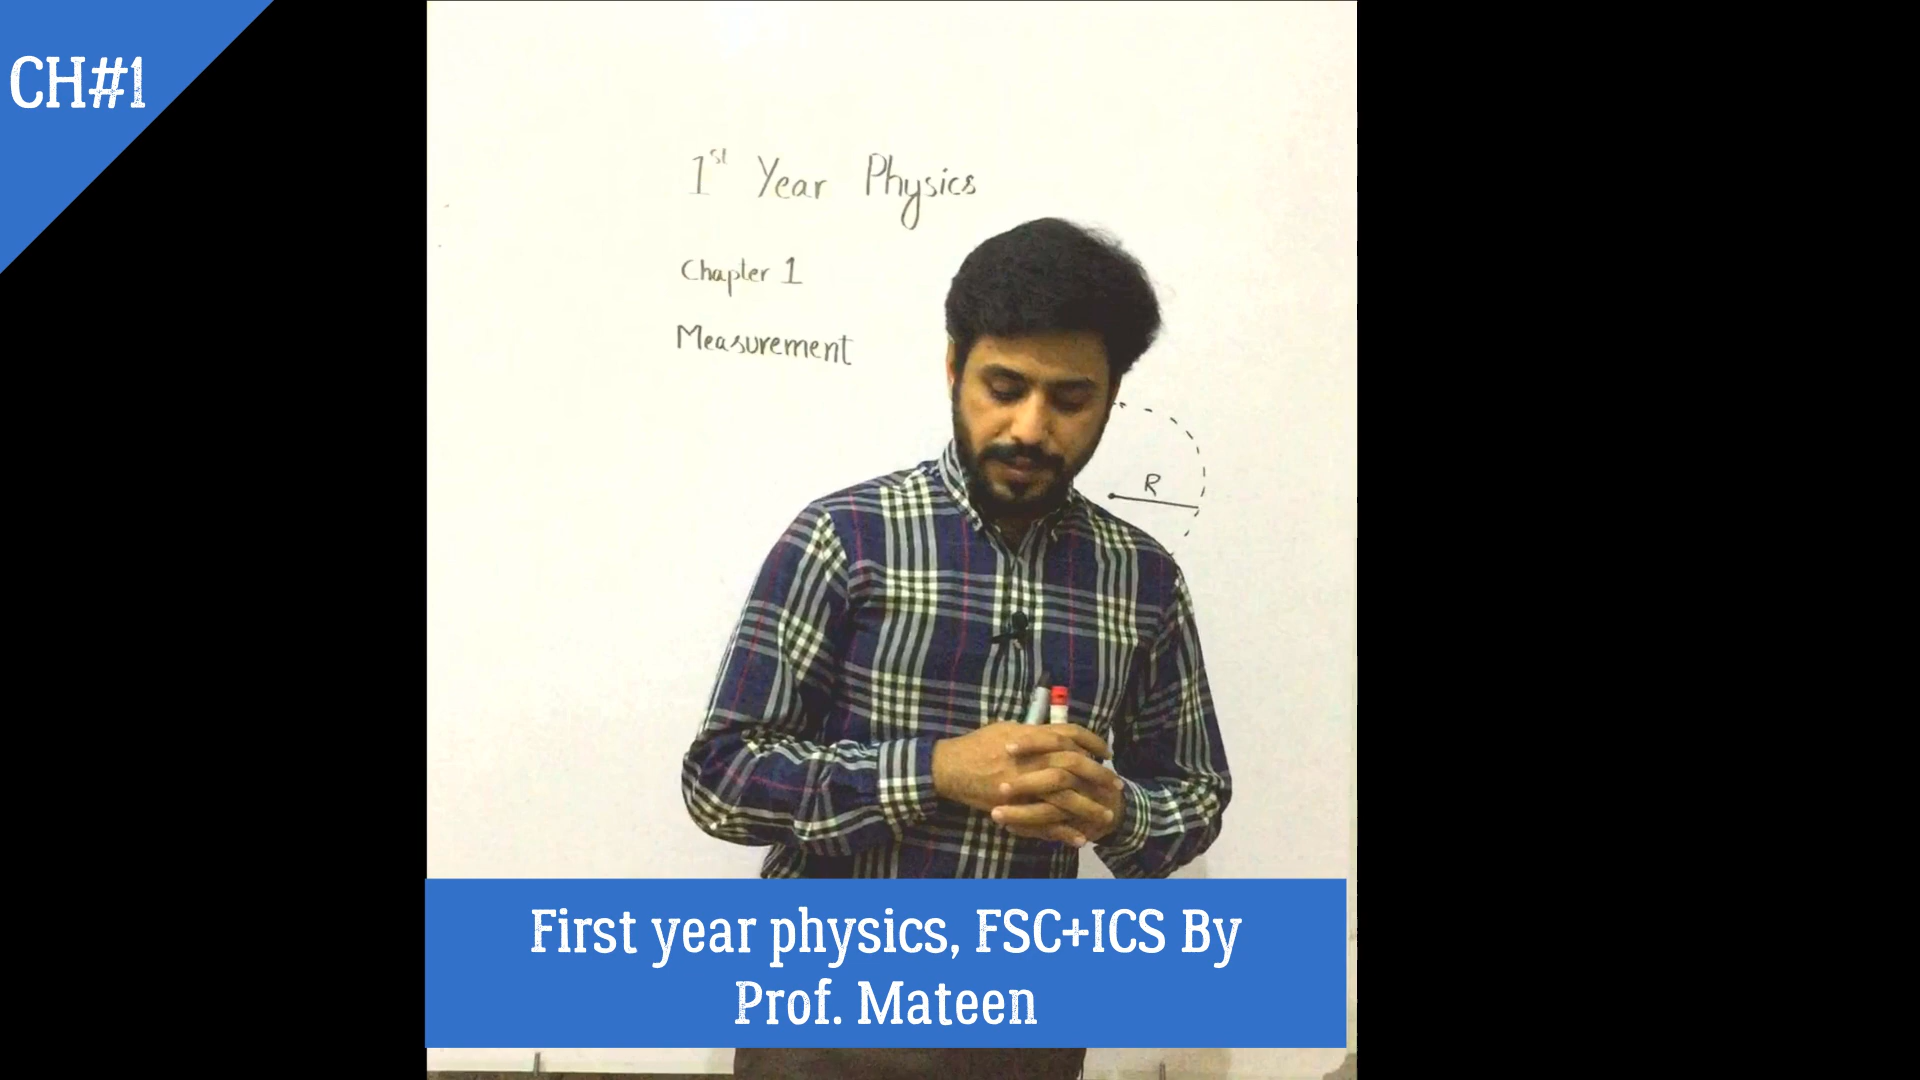 CH#1
1st Year Physics
Chapter 1
Measurement
R
First year physics, FSC+ICS By
Prof. Mateen